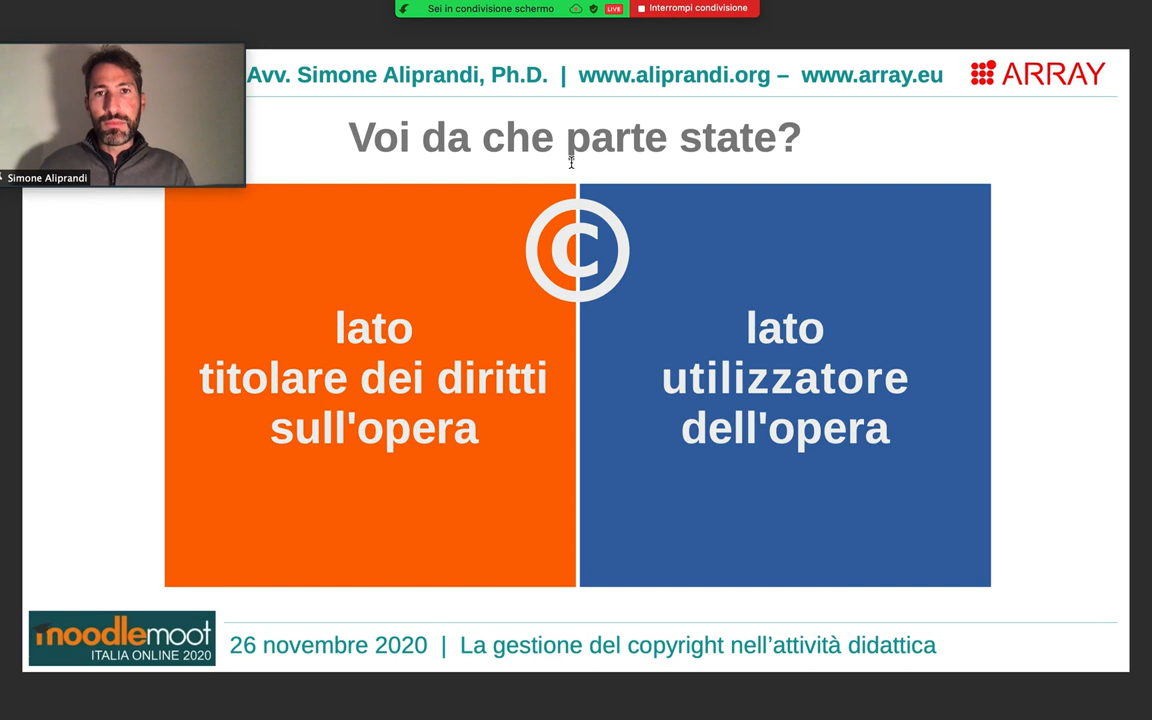 Sei in condivisione schermo
LIVE
Interrompi condivisione
Avv. Simone Aliprandi, Ph.D. | www.aliprandi.org – www.array.eu
ARRAY
Simone Aliprandi
Voi da che parte state?
©
lato
titolare dei diritti
sull'opera
lato
utilizzatore
dell'opera
moodlemoot
ITALIA ONLINE 2020
26 novembre 2020 | La gestione del copyright nell’attività didattica